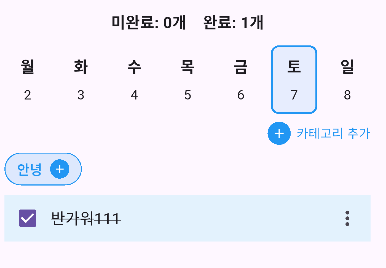 미완료: 0개 완료: 1개
월 화 수 목 금 토 일
2 3 4 5 6 7 8
카테고리 추가
안녕
반가워111